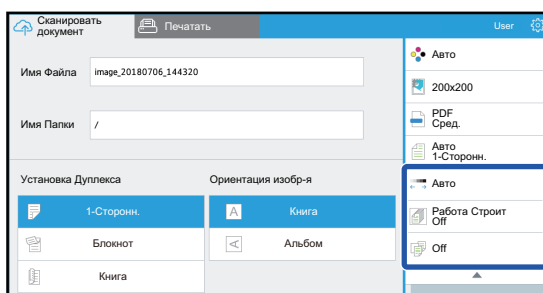 Сканировать
документ
Печатать
User
Имя Файла
image_20180706_144320
Имя Папки
/
Установка Дуплекса
1-Сторонн.
Блокнот
Книга
Ориентация изобр-я
A
Книга
A
Альбом
Авто
200x200
PDF
Сред.
Авто
1-Сторонн.
Авто
Работа Строит
Off
Off